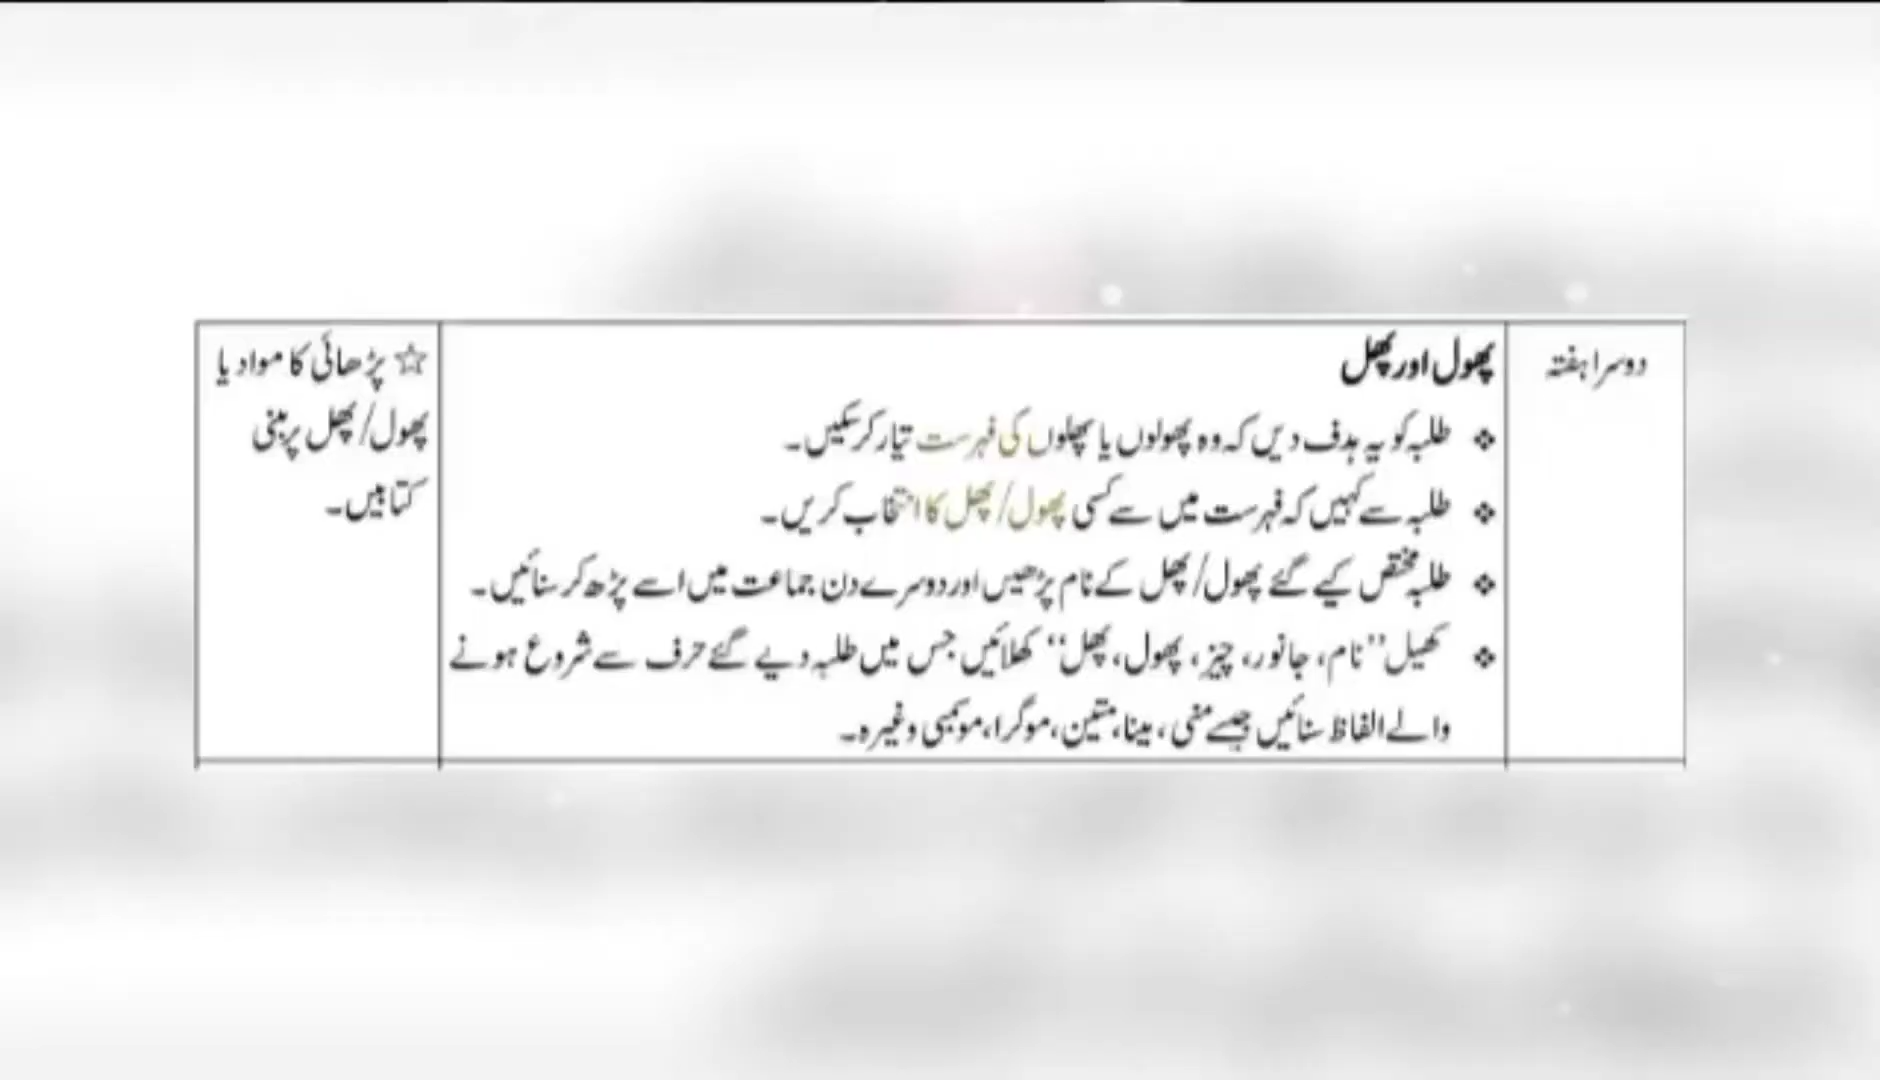 دوسرا ہفتہ
پھول اور پھل
❖ طلبہ کو یہ ہدف دیں کہ وہ پھولوں یا پھلوں کی فہرست تیار کر سکیں۔
❖ طلبہ سے کہیں کہ فہرست میں سے کسی پھول/پھل کا انتخاب کریں۔
❖ طلبہ مختص کیے گئے پھول/پھل کے نام پڑھیں اور دوسرے دن جماعت میں اسے پڑھ کر سنائیں۔
❖ کھیل ”نام، جانور، چیز، پھول، پھل“ کھلائیں جس میں طلبہ دیے گئے حرف سے شروع ہونے
والے الفاظ سنائیں جیسے منی، مینا، متین، موگرا، موسمبی وغیرہ۔
☆ پڑھائی کا مواد یا
پھول/پھل پر مبنی
کتابیں۔